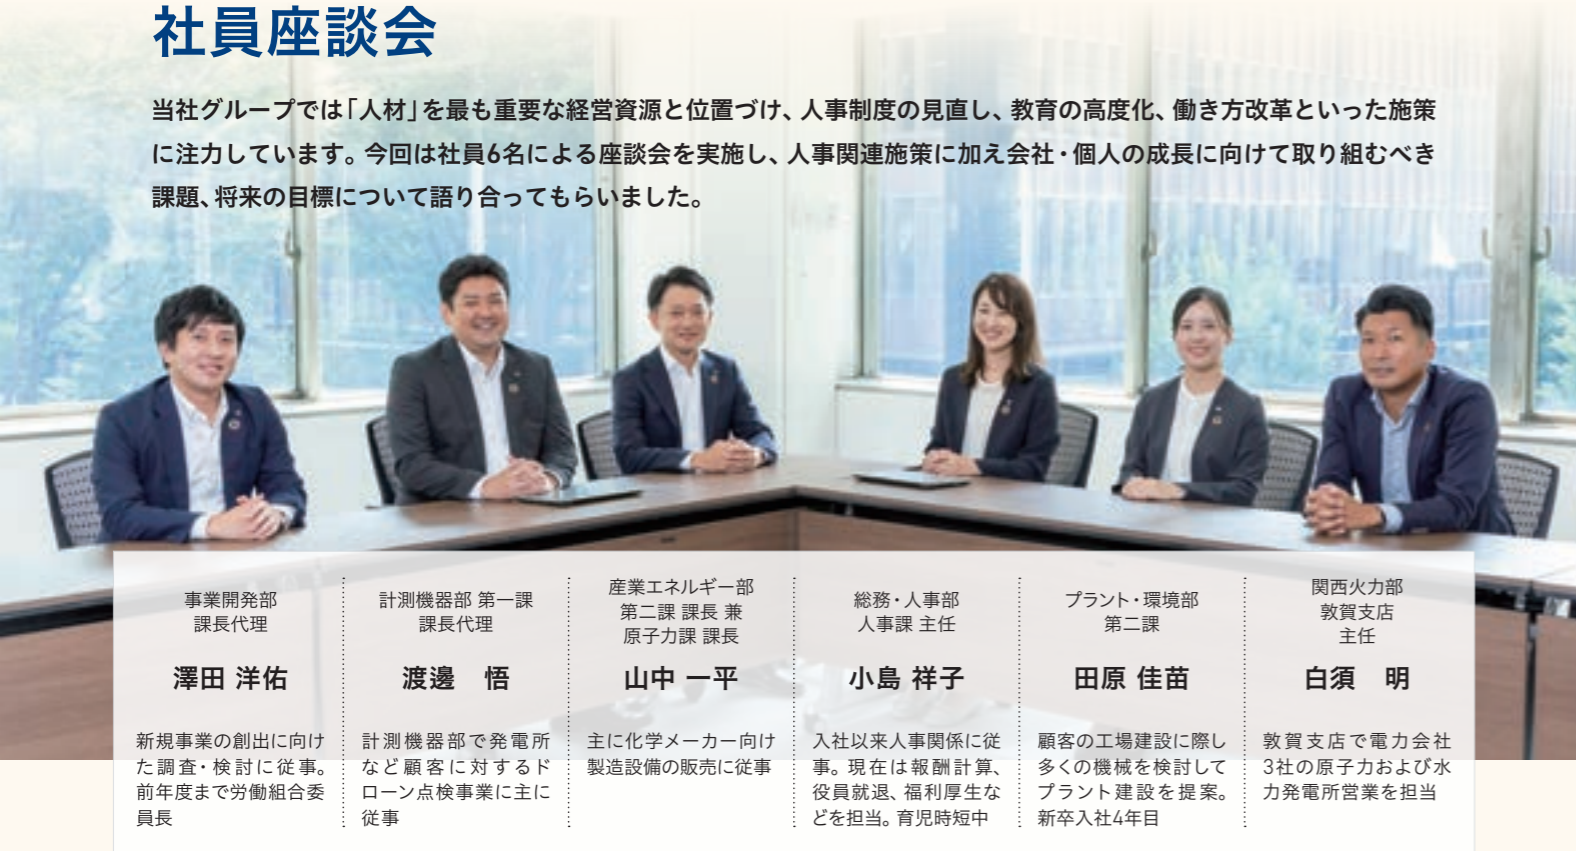 社員座談会
当社グループでは「人材」を最も重要な経営資源と位置づけ、人事制度の見直し、教育の高度化、働き方改革といった施策
に注力しています。今回は社員6名による座談会を実施し、人事関連施策に加え会社・個人の成長に向けて取り組むべき
課題、将来の目標について語り合ってもらいました。
事業開発部
課長代理
澤田 洋佑
新規事業の創出に向け
た調査・検討に従事。
前年度まで労働組合委
員長
計測機器部 第一課
課長代理
渡邊　悟
計測機器部で発電所
など顧客に対するド
ローン点検事業に主に
従事
産業エネルギー部
第二課 課長 兼
原子力課 課長
山中 一平
主に化学メーカー向け
製造設備の販売に従事
総務・人事部
人事課 主任
小島 祥子
入社以来人事関係に従
事。現在は報酬計算、
役員就退、福利厚生な
どを担当。育児時短中
プラント・環境部
第二課
田原 佳苗
顧客の工場建設に際し
多くの機械を検討して
プラント建設を提案。
新卒入社4年目
関西火力部
敦賀支店
主任
白須　明
敦賀支店で電力会社
3社の原子力および水
力発電所営業を担当